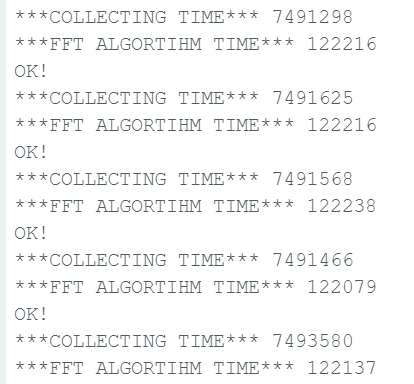 ***COLLECTING TIME*** 7491298
***FFT ALGORTIHM TIME*** 122216
OK!
***COLLECTING TIME*** 7491625
***FFT ALGORTIHM TIME*** 122216
OK!
***COLLECTING TIME*** 7491568
***FFT ALGORTIHM TIME*** 122238
OK!
***COLLECTING TIME*** 7491466
***FFT ALGORTIHM TIME*** 122079
OK!
***COLLECTING TIME*** 7493580
***FFT ALGORTIHM TIME*** 122137